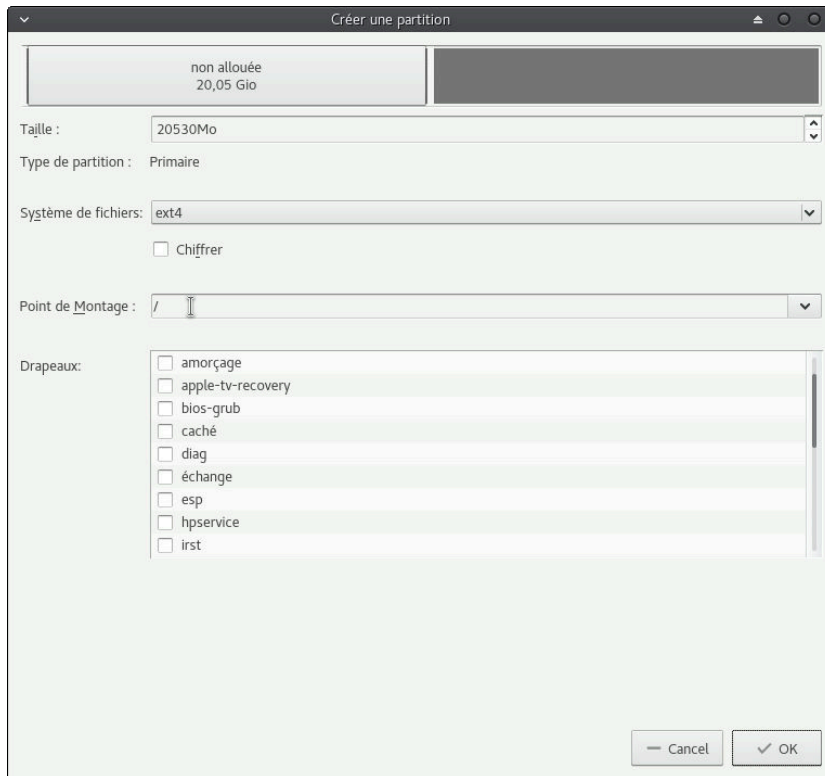 Créer une partition
non allouée
20,05 Gio
Taille : 20530Mo
Type de partition : Primaire
Système de fichiers: ext4
Chiffrer
Point de Montage : /
Drapeaux:
amorçage
apple-tv-recovery
bios-grub
caché
diag
échange
esp
hpservice
irst
Cancel
OK